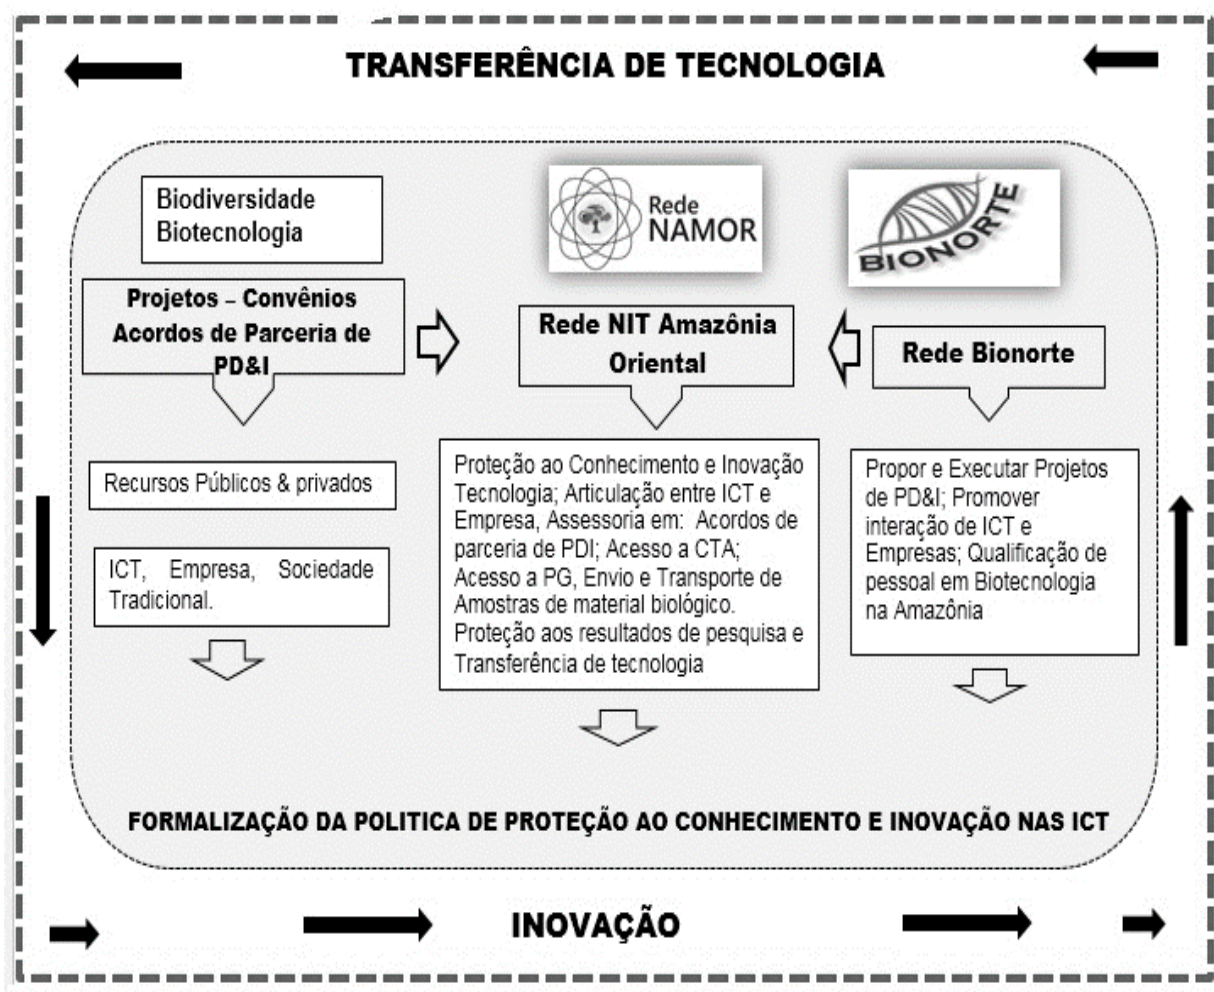 TRANSFERÊNCIA DE TECNOLOGIA
Biodiversidade
Biotecnologia
Projetos – Convênios
Acordos de Parceria de
PD&I
Recursos Públicos & privados
ICT, Empresa, Sociedade
Tradicional.
Rede
NAMOR
Rede NIT Amazônia
Oriental
Proteção ao Conhecimento e Inovação
Tecnologia; Articulação entre ICT e
Empresa, Assessoria em: Acordos de
parceria de PDI; Acesso a CTA;
Acesso a PG, Envio e Transporte de
Amostras de material biológico.
Proteção aos resultados de pesquisa e
Transferência de tecnologia
BIONORTE
Rede Bionorte
Propor e Executar Projetos
de PD&I; Promover
interação de ICT e
Empresas; Qualificação de
pessoal em Biotecnologia
na Amazônia
FORMALIZAÇÃO DA POLITICA DE PROTEÇÃO AO CONHECIMENTO E INOVAÇÃO NAS ICT
INOVAÇÃO